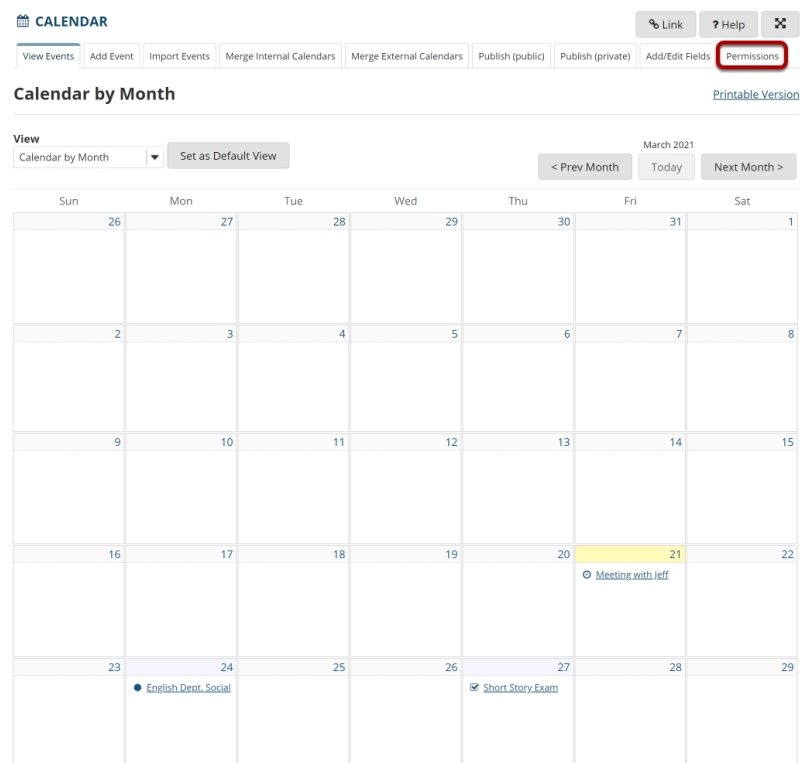 CALENDAR
Link ? Help
View Events Add Event Import Events Merge Internal Calendars Merge External Calendars Publish (public) Publish (private) Add/Edit Fields Permissions
Calendar by Month Printable Version
View
March 2021
Calendar by Month Set as Default View
< Prev Month Today Next Month >
Sun Mon Tue Wed Thu Fri Sat
26 27 28 29 30 31 1
2 3 4 5 6 7 8
9 10 11 12 13 14 15
16 17 18 19 20 21 22
Meeting with Jeff
23 24 25 26 27 28 29
English Dept. Social Short Story Exam